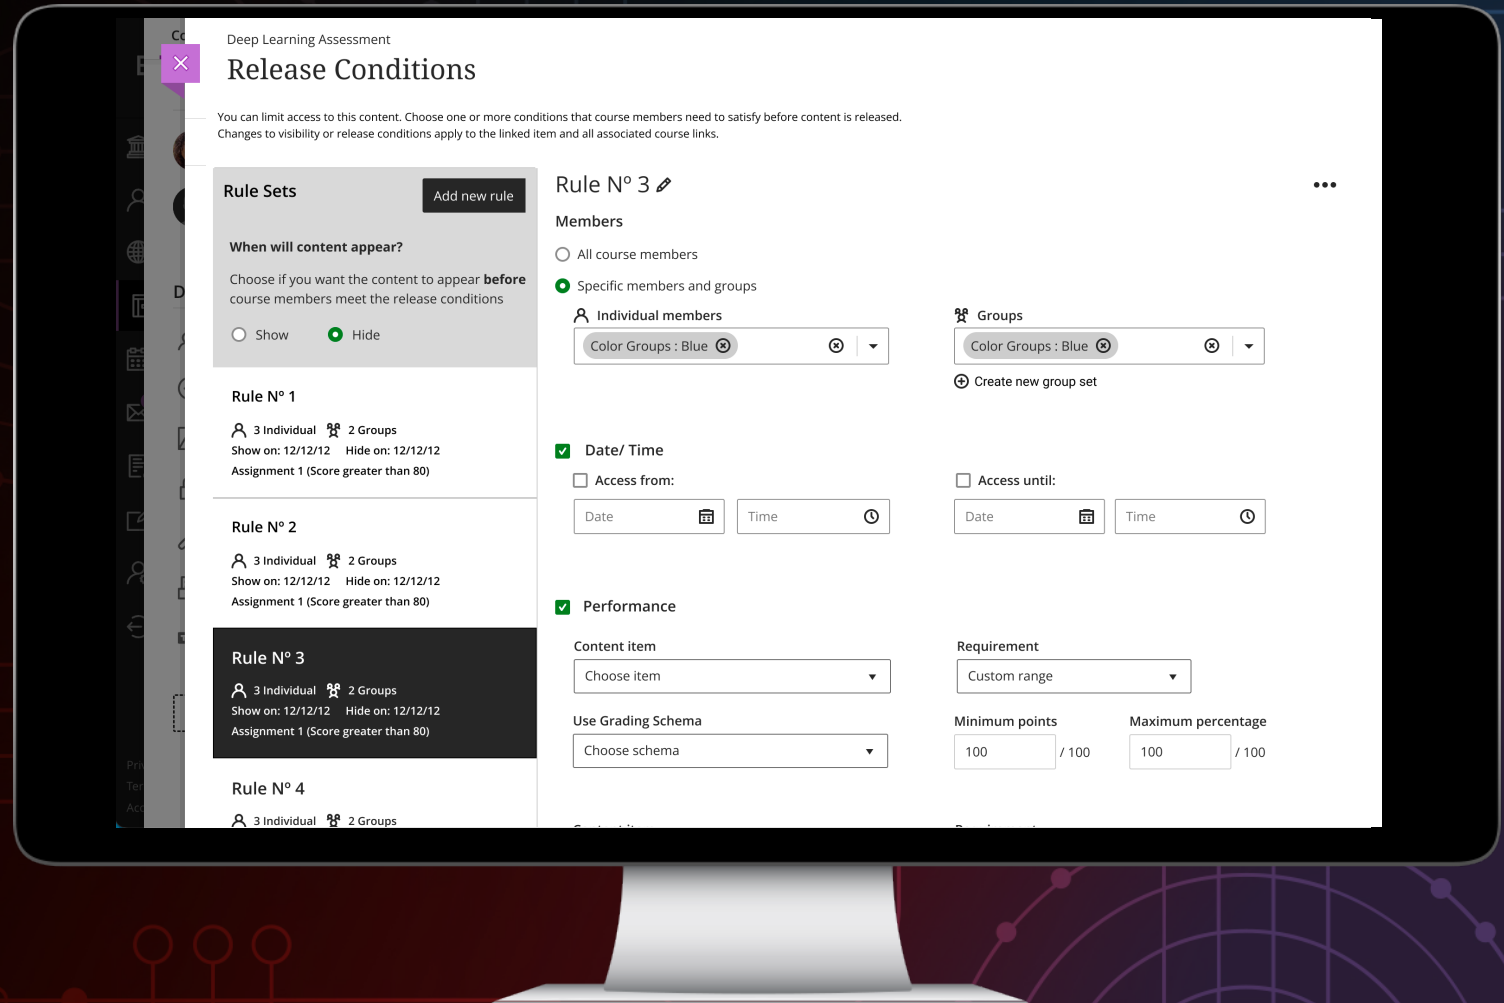 Deep Learning Assessment
Release Conditions
You can limit access to this content. Choose one or more conditions that course members need to satisfy before content is released.
Changes to visibility or release conditions apply to the linked item and all associated course links.
Rule Sets
Add new rule
When will content appear?
Choose if you want the content to appear before
course members meet the release conditions
Show
Hide
Rule Nº 1
3 Individual 2 Groups
Show on: 12/12/12 Hide on: 12/12/12
Assignment 1 (Score greater than 80)
Rule Nº 2
3 Individual 2 Groups
Show on: 12/12/12 Hide on: 12/12/12
Assignment 1 (Score greater than 80)
Rule Nº 3
3 Individual 2 Groups
Show on: 12/12/12 Hide on: 12/12/12
Assignment 1 (Score greater than 80)
Rule Nº 4
3 Individual 2 Groups
Rule Nº 3
Members
All course members
Specific members and groups
Individual members
Color Groups : Blue
Groups
Color Groups : Blue
Create new group set
Date/ Time
Access from:
Date
Time
Access until:
Date
Time
Performance
Content item
Choose item
Requirement
Custom range
Use Grading Schema
Choose schema
Minimum points
100 / 100
Maximum percentage
100 / 100